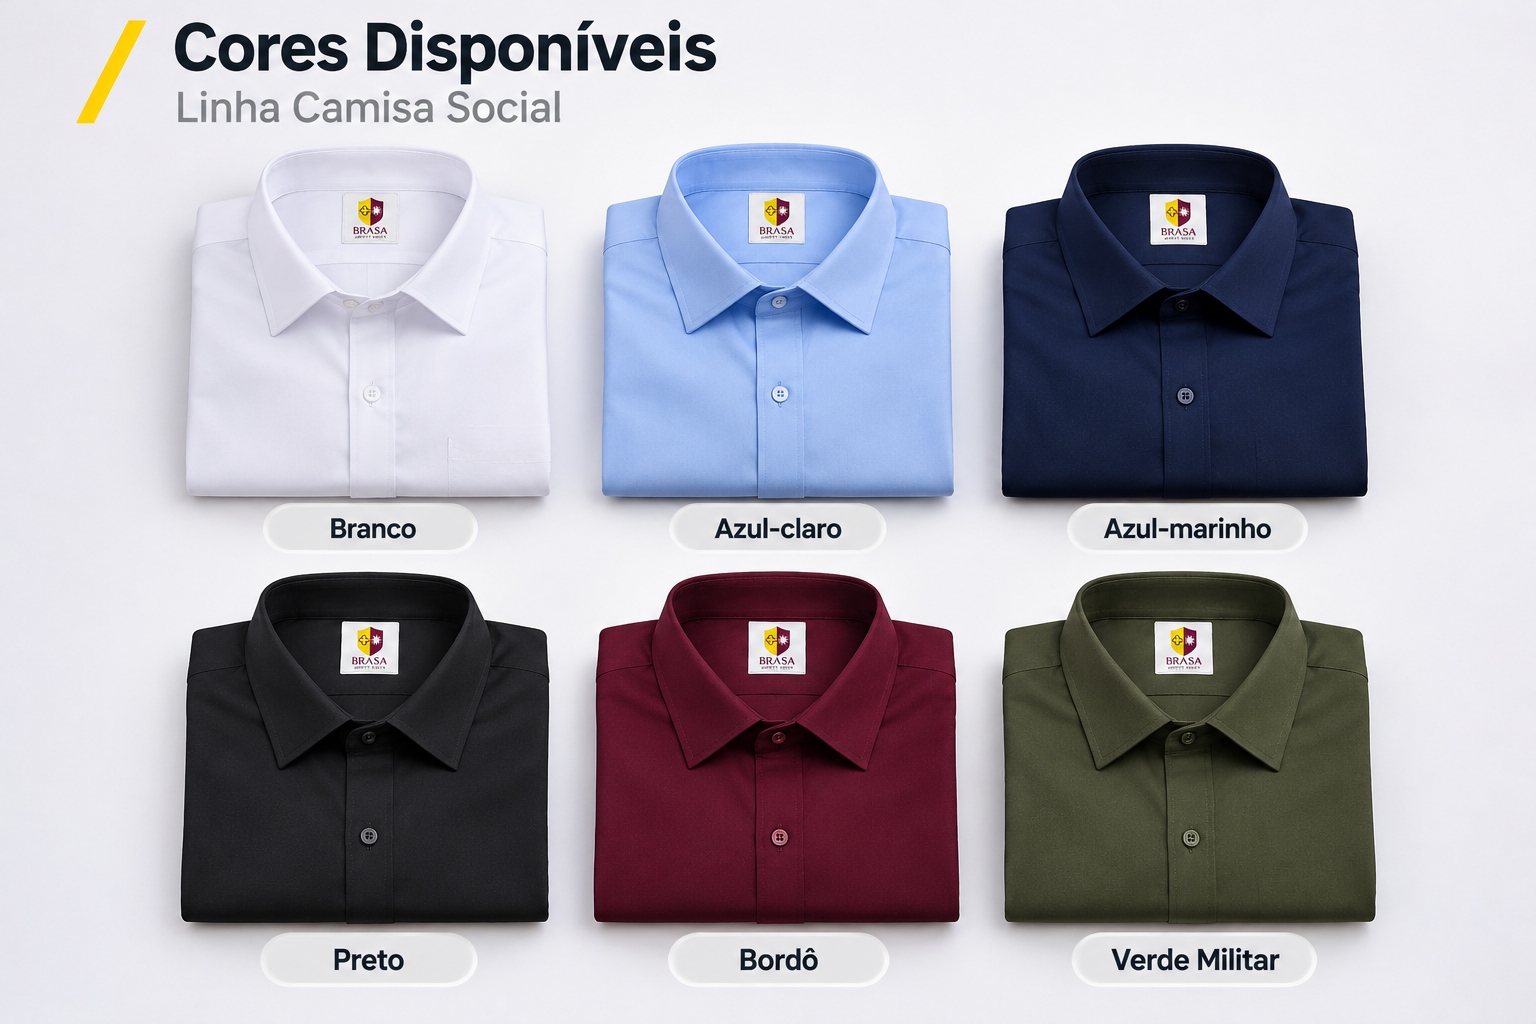 Cores Disponíveis
Linha Camisa Social
BRASA
BRASA
BRASA
Branco
Azul-claro
Azul-marinho
BRASA
BRASA
BRASA
Preto
Bordô
Verde Militar